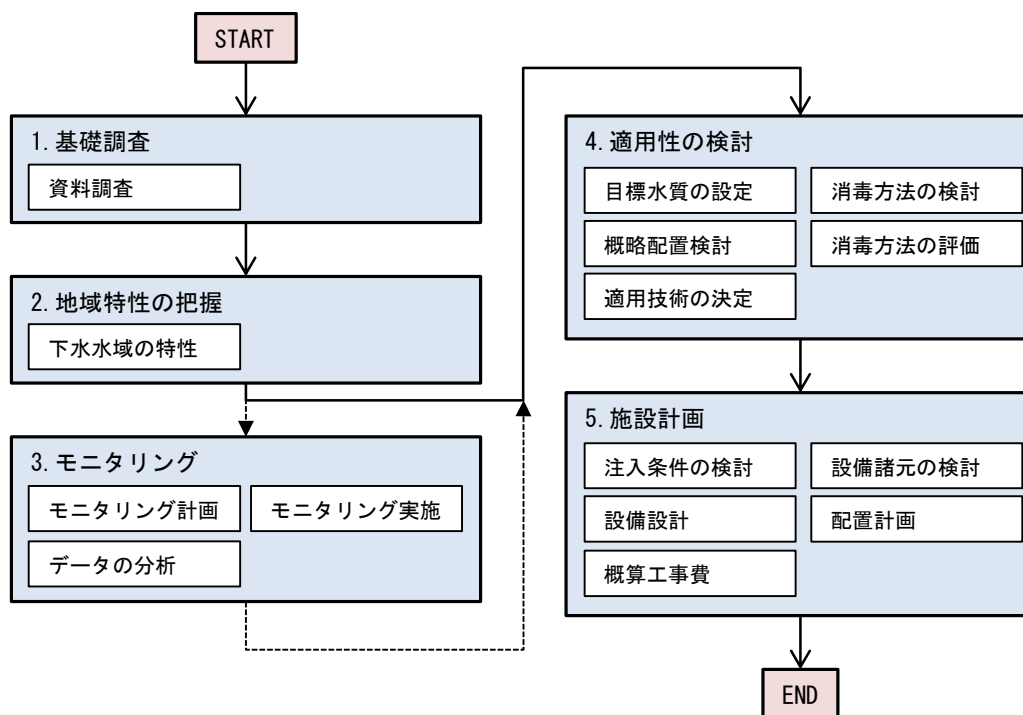 START
1. 基礎調査
資料調査
2. 地域特性の把握
下水水域の特性
3. モニタリング
モニタリング計画
モニタリング実施
データの分析
4. 適用性の検討
目標水質の設定
消毒方法の検討
概略配置検討
消毒方法の評価
適用技術の決定
5. 施設計画
注入条件の検討
設備諸元の検討
設備設計
配置計画
概算工事費
END